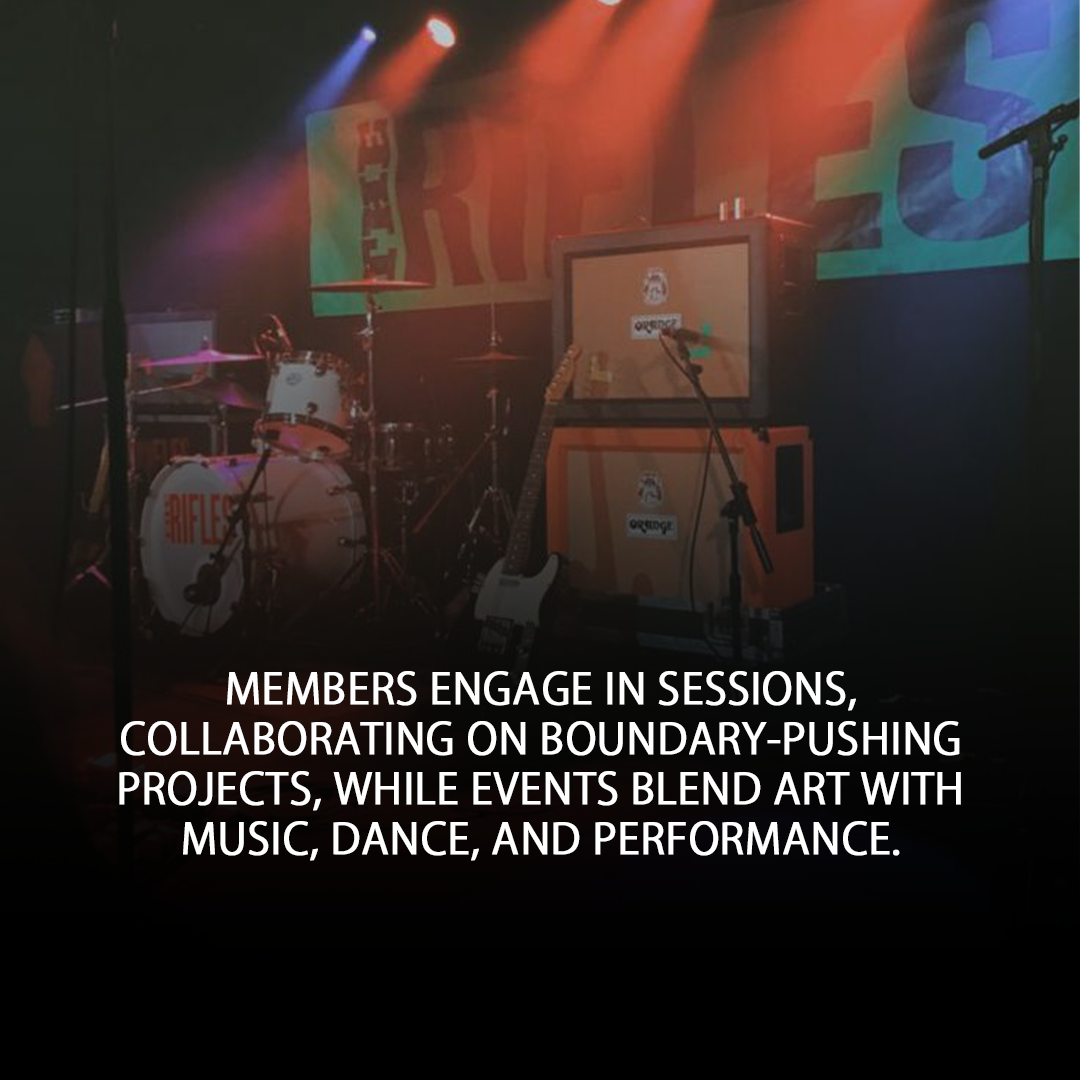 RIFLES
ORANGE
ORANGE
RIFLES
MEMBERS ENGAGE IN SESSIONS,
COLLABORATING ON BOUNDARY-PUSHING
PROJECTS, WHILE EVENTS BLEND ART WITH
MUSIC, DANCE, AND PERFORMANCE.